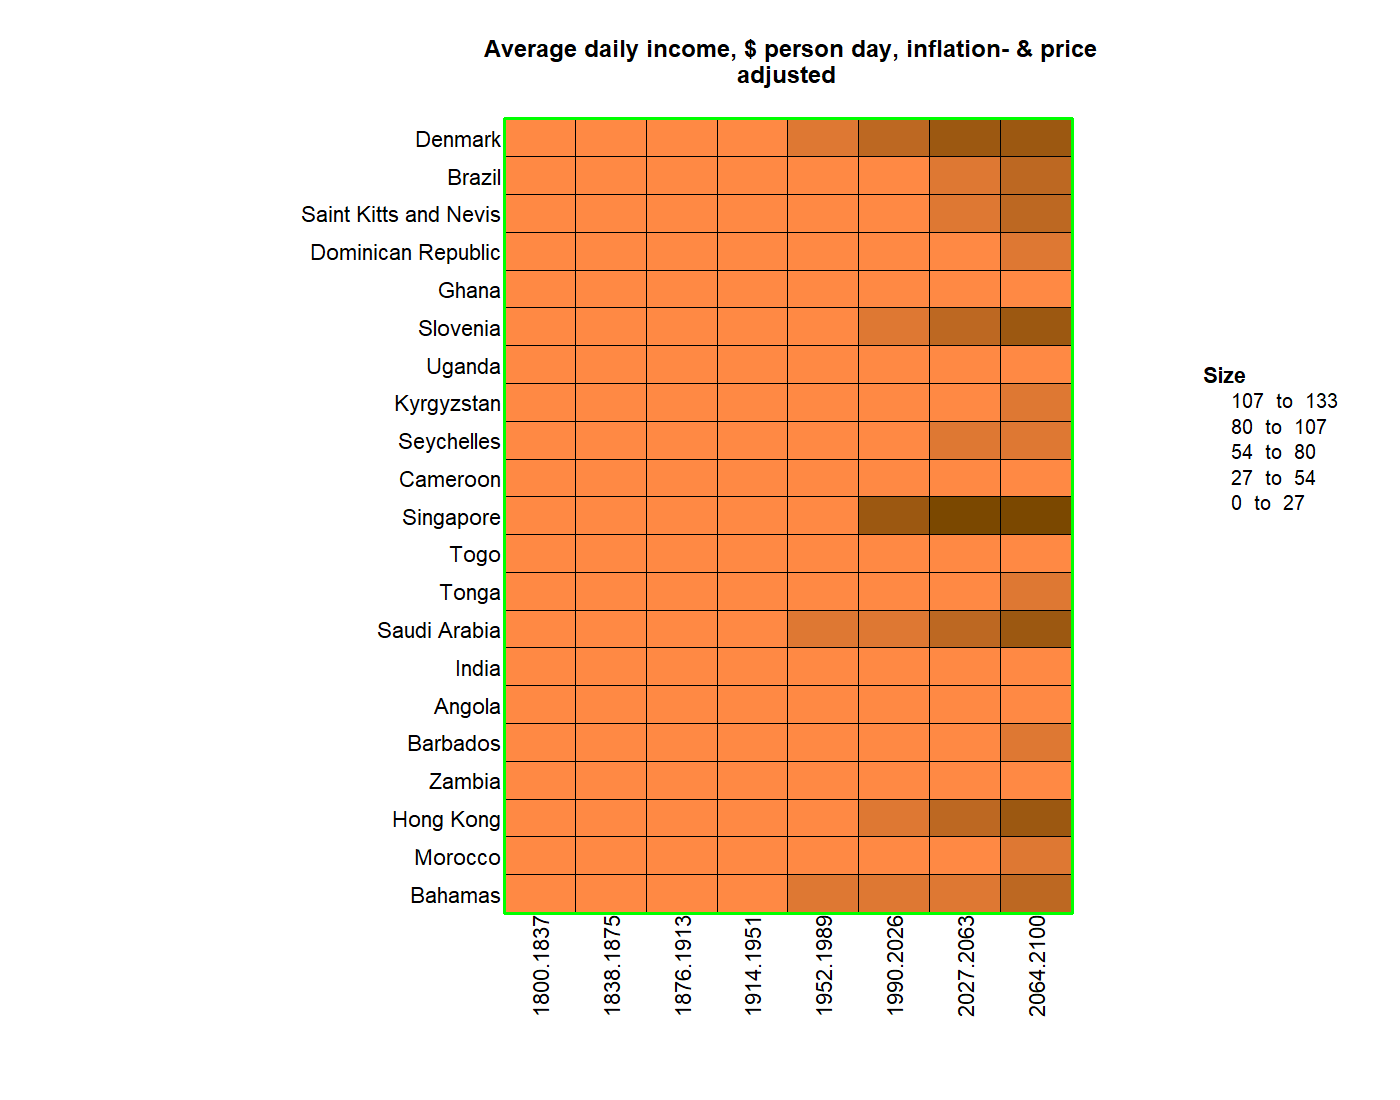 Average daily income, $ person day, inflation- & price
adjusted
Denmark
Brazil
Saint Kitts and Nevis
Dominican Republic
Ghana
Slovenia
Uganda
Kyrgyzstan
Seychelles
Cameroon
Singapore
Togo
Tonga
Saudi Arabia
India
Angola
Barbados
Zambia
Hong Kong
Morocco
Bahamas
1800.1837
1838.1875
1876.1913
1914.1951
1952.1989
1990.2026
2027.2063
2064.2100
Size
107 to 133
80 to 107
54 to 80
27 to 54
0 to 27